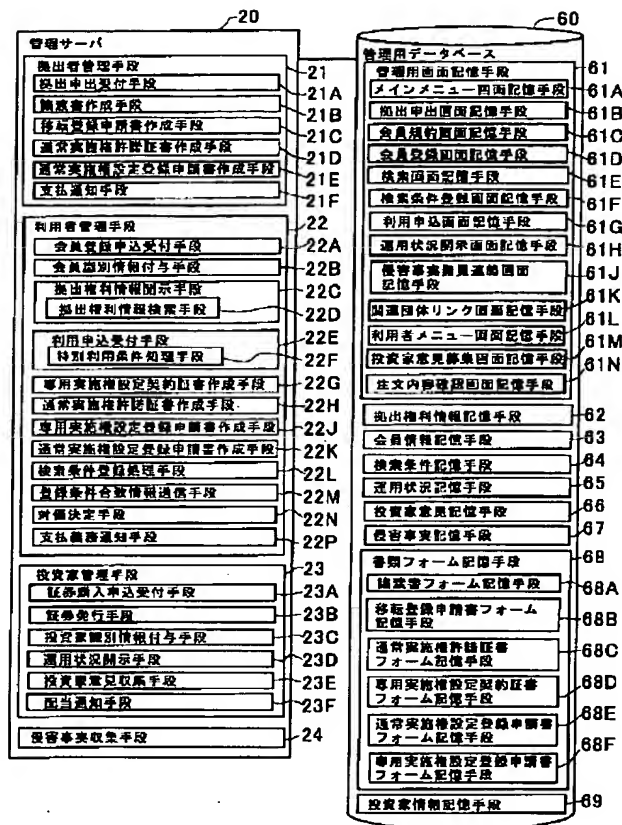 20
管理サーバ
拠出者管理手段
21
拠出申出受付手段
21A
譲渡書作成手段
21B
移転登録申請書作成手段
21C
通常実施権許諾証書作成手段
21D
通常実施権設定登録申請書作成手段
21E
支払通知手段
21F
利用者管理手段
22
会員登録申込受付手段
22A
会員識別情報付与手段
22B
拠出権利情報開示手段
22C
拠出権利情報検索手段
22D
利用申込受付手段
22E
特別利用条件処理手段
22F
専用実施権設定契約証書作成手段
22G
通常実施権許諾証書作成手段
22H
専用実施権設定登録申請書作成手段
22J
通常実施権設定登録申請書作成手段
22K
検索条件登録処理手段
22L
登録条件合致情報送信手段
22M
対価決定手段
22N
支払義務通知手段
22P
投資家管理手段
23
証券購入申込受付手段
23A
証券発行手段
23B
投資家識別情報付与手段
23C
運用状況開示手段
23D
投資家意見収集手段
23E
配当通知手段
23F
侵害事実収集手段
24
60
管理用データベース
管理用画面記憶手段
61
メインメニュー画面記憶手段
61A
拠出申出画面記憶手段
61B
会員規約画面記憶手段
61C
会員登録画面記憶手段
61D
検索画面記憶手段
61E
検索条件登録画面記憶手段
61F
利用申込画面記憶手段
61G
運用状況開示画面記憶手段
61H
侵害事実発見連絡画面
記憶手段
61J
関連団体リンク画面記憶手段
61K
利用者メニュー画面記憶手段
61L
投資家意見募集画面記憶手段
61M
注文内容確認画面記憶手段
61N
拠出権利情報記憶手段
62
会員情報記憶手段
63
検索条件記憶手段
64
運用状況記憶手段
65
投資家意見記憶手段
66
侵害事実記憶手段
67
書類フォーム記憶手段
68
譲渡書フォーム記憶手段
68A
移転登録申請書フォーム
記憶手段
68B
通常実施権許諾証書
フォーム記憶手段
68C
専用実施権設定契約証書
フォーム記憶手段
68D
通常実施権設定登録申請書
フォーム記憶手段
68E
専用実施権設定登録申請書
フォーム記憶手段
68F
投資家情報記憶手段
69